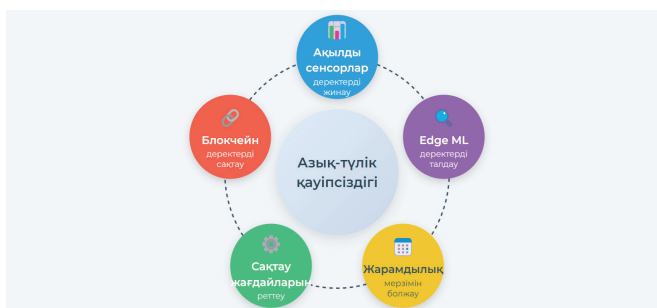 Ақылды
сенсорлар
деректерді
жинау
Блокчейн
деректерді
сақтау
Edge ML
деректерді
талдау
Азық-түлік
қауіпсіздігі
Сақтау
жағдайларын
реттеу
Жарамдылық
мерзімін
болжау